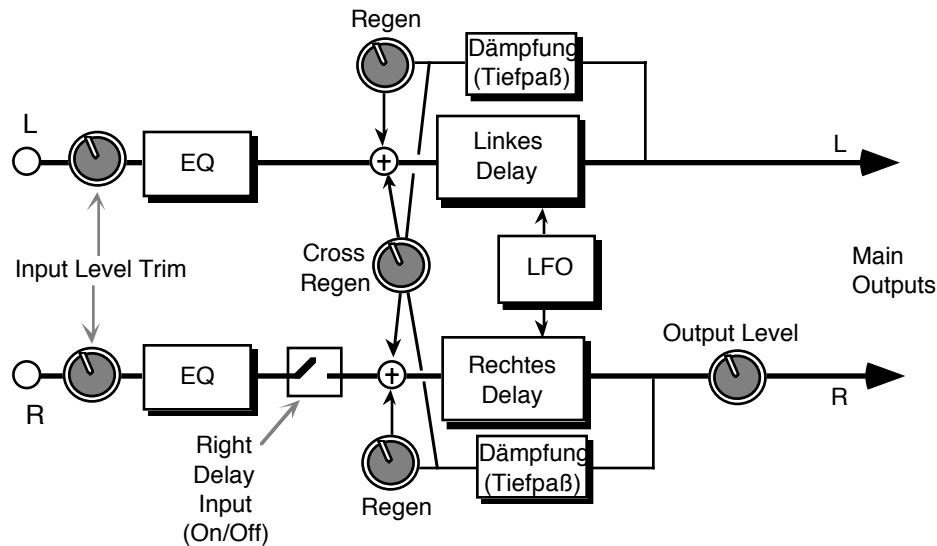 Regen
Dämpfung
(Tiefpaß)
L
EQ
+
Linkes
Delay
L
Input Level Trim
Cross
Regen
LFO
Main
Outputs
Output Level
R
EQ
+
Rechtes
Delay
R
Right
Delay
Input
(On/Off)
Regen
Dämpfung
(Tiefpaß)